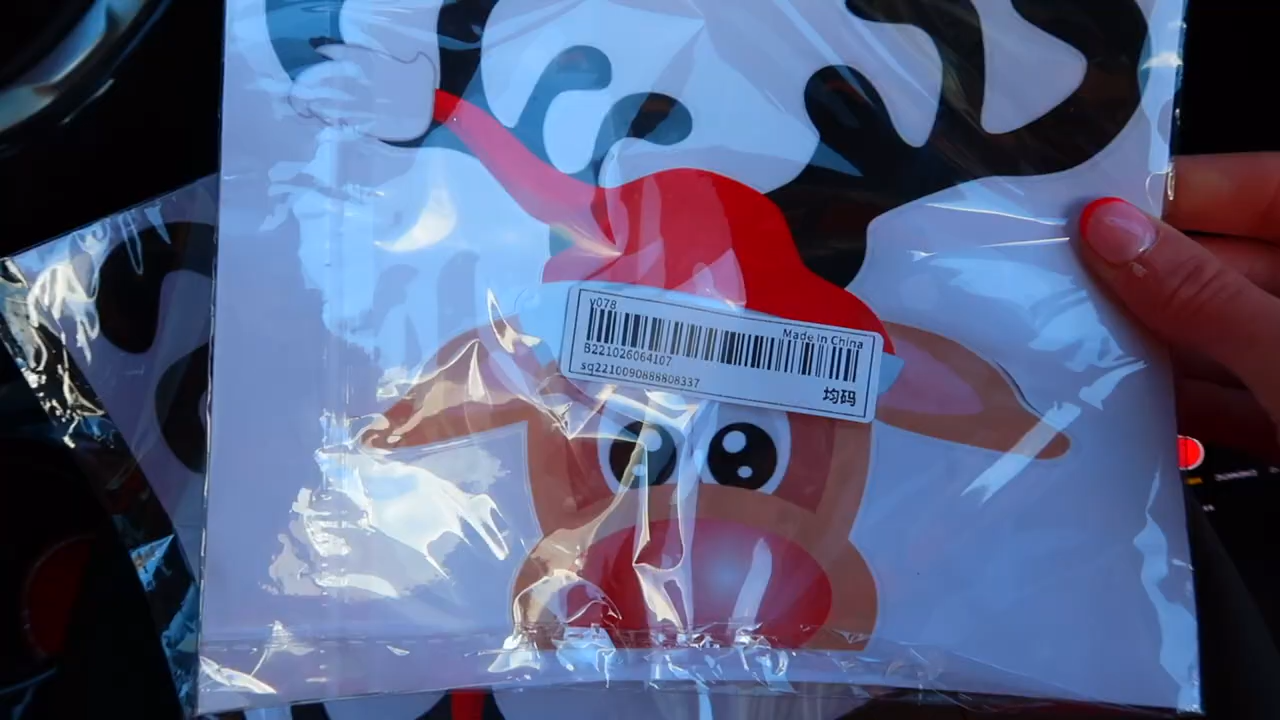 y078
Made In China
B221026064107
sq2210090888808337
均码